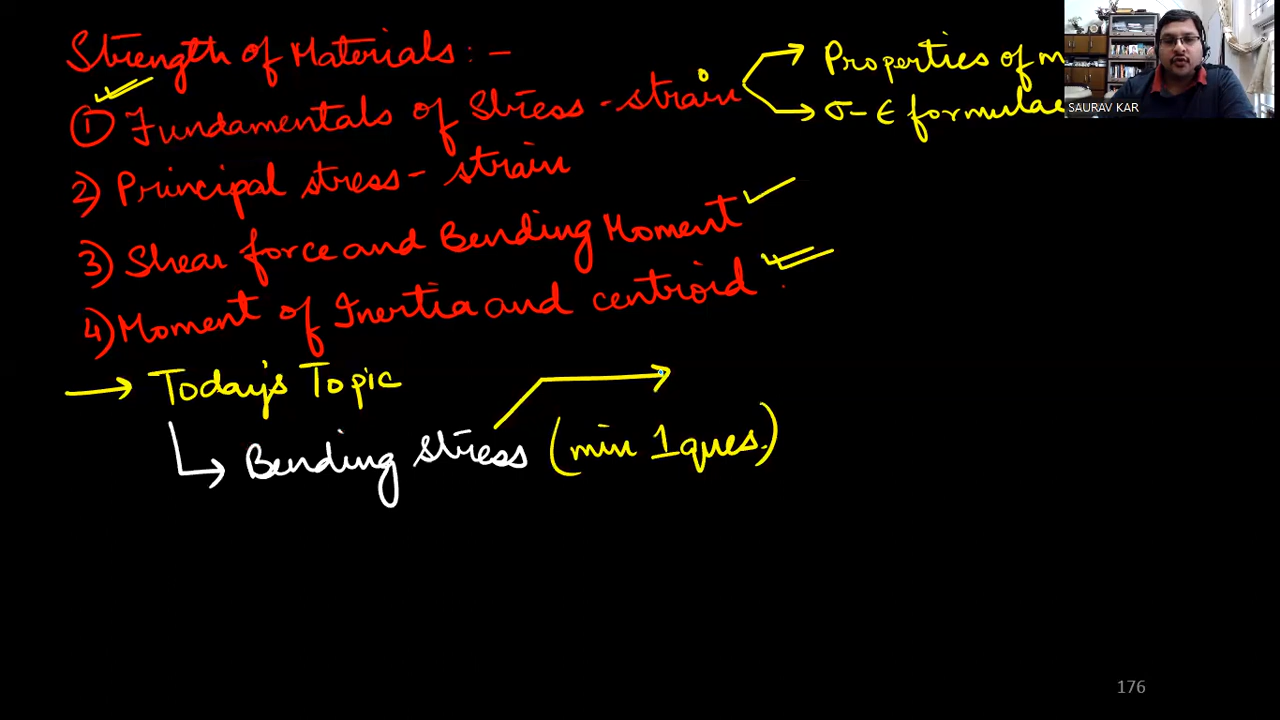 Strength of Materials:-
① Fundamentals of Stress-strain
Properties of m
σ-ϵ formulae
2) Principal stress-strain
3) Shear force and Bending Moment
4) Moment of Inertia and centroid
→ Today's Topic
↳ Bending stress (min 1 ques.)
SAURAV KAR
176